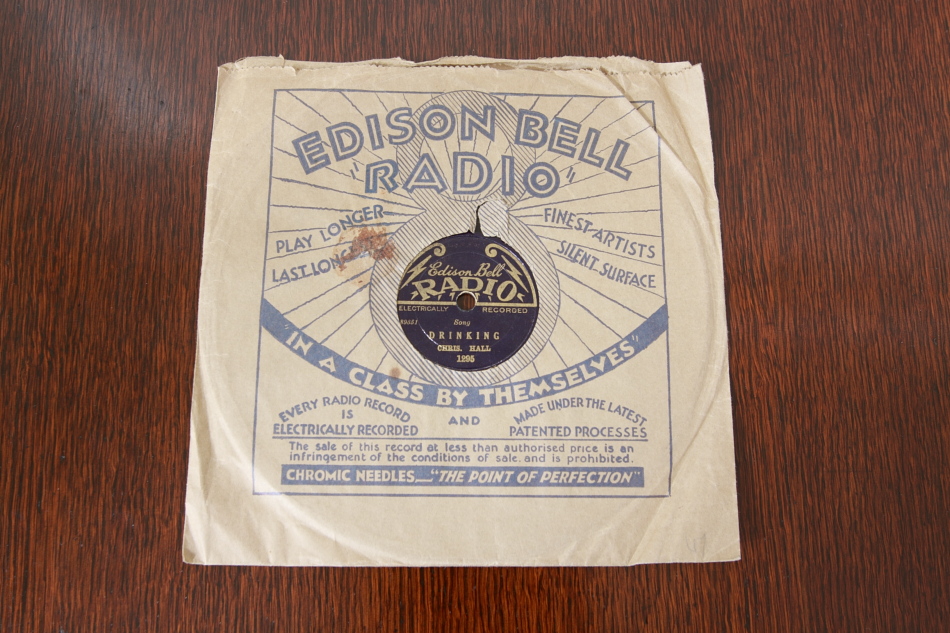 EDISON BELL
"RADIO"
PLAY LONGER
LAST LONGER
FINEST ARTISTS
SILENT SURFACE
Edison Bell
RADIO
ELECTRICALLY RECORDED
Song
DRINKING
CHRIS. HALL
1295
IN A CLASS BY THEMSELVES"
EVERY RADIO RECORD
IS
ELECTRICALLY RECORDED
AND
MADE UNDER THE LATEST
PATENTED PROCESSES
The sale of this record at less than authorised price is an
infringement of the conditions of sale, and is prohibited.
CHROMIC NEEDLES—"THE POINT OF PERFECTION"